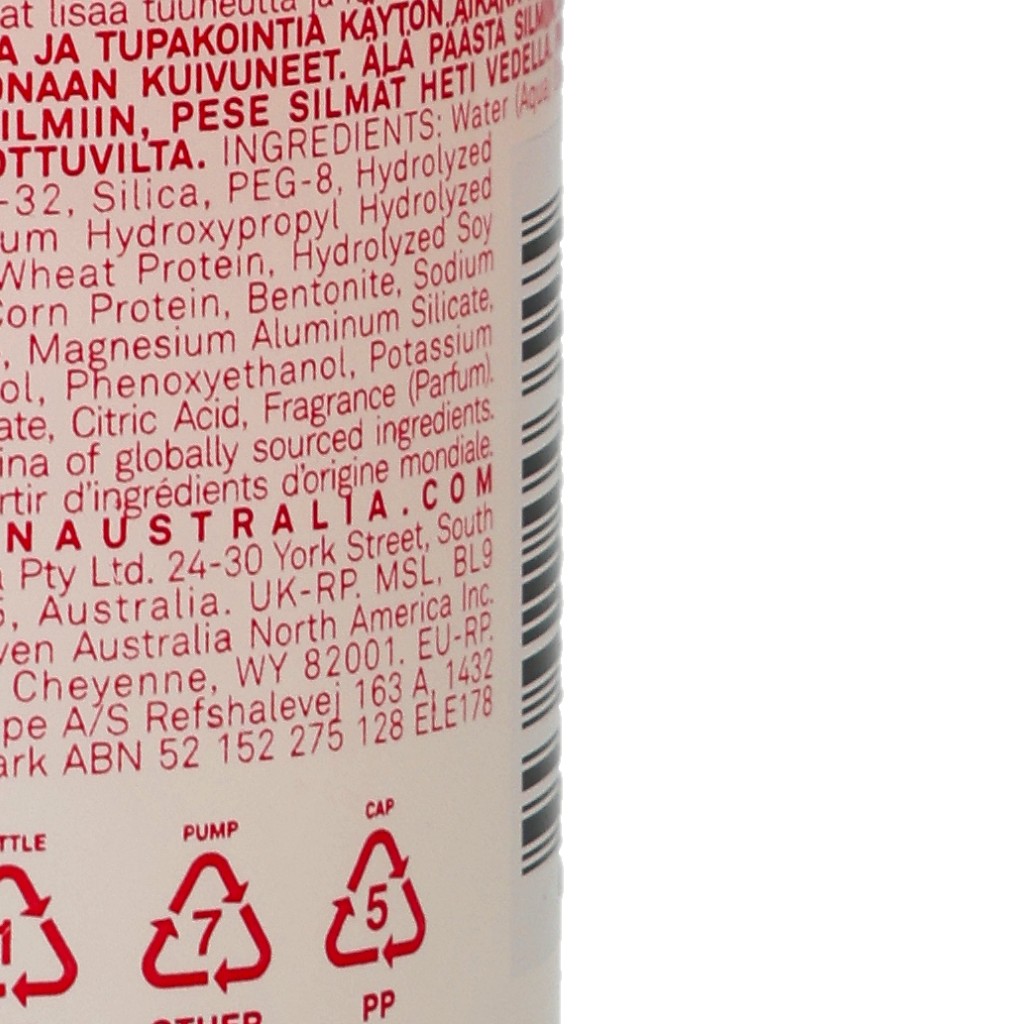 at lisää tuuheutta ja
A JA TUPAKOINTIA KÄYTÖN AIKANA
ONAAN KUIVUNEET. ÄLÄ PÄÄSTÄ
ILMIIN, PESE SILMÄT HETI VEDELLÄ.
OTTUVILTA. INGREDIENTS: Water (Aqua)
-32, Silica, PEG-8, Hydrolyzed
um Hydroxypropyl Hydrolyzed
Wheat Protein, Hydrolyzed Soy
Corn Protein, Bentonite, Sodium
, Magnesium Aluminum Silicate,
ol, Phenoxyethanol, Potassium
ate, Citric Acid, Fragrance (Parfum).
ina of globally sourced ingredients.
rtir d'ingrédients d'origine mondiale.
NAUSTRALIA.COM
Pty Ltd. 24-30 York Street, South
, Australia. UK-RP. MSL, BL9
ven Australia North America Inc.
Cheyenne, WY 82001. EU-RP.
pe A/S Refshalevej 163 A, 1432
ark ABN 52 152 275 128 ELE178
TTLE PUMP CAP
1 7 5
OTHER PP